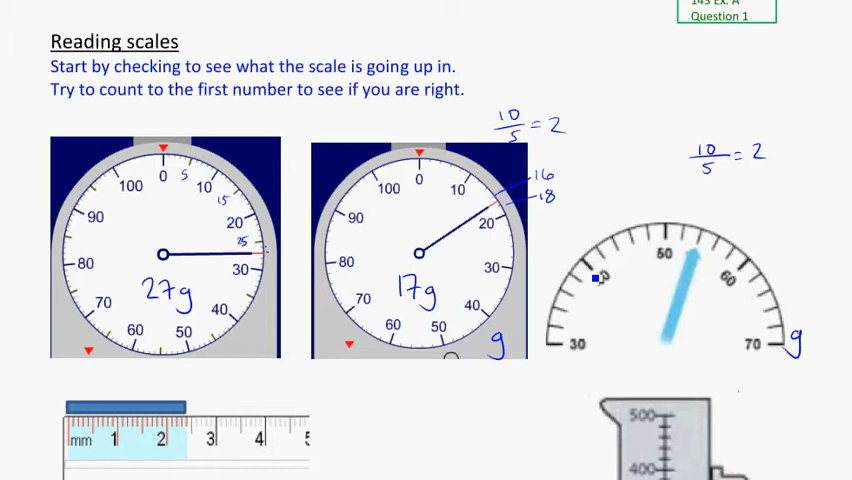 143 Ex. A
Question 1
Reading scales
Start by checking to see what the scale is going up in.
Try to count to the first number to see if you are right.
10/5 = 2
10/5 = 2
0 5 10 15 20 25 30 40 50 60 70 80 90 100
27g
0 10 20 30 40 50 60 70 80 90 100
16
18
17g
g
30 40 50 60 70 g
mm 1 2 3 4 5
500
400